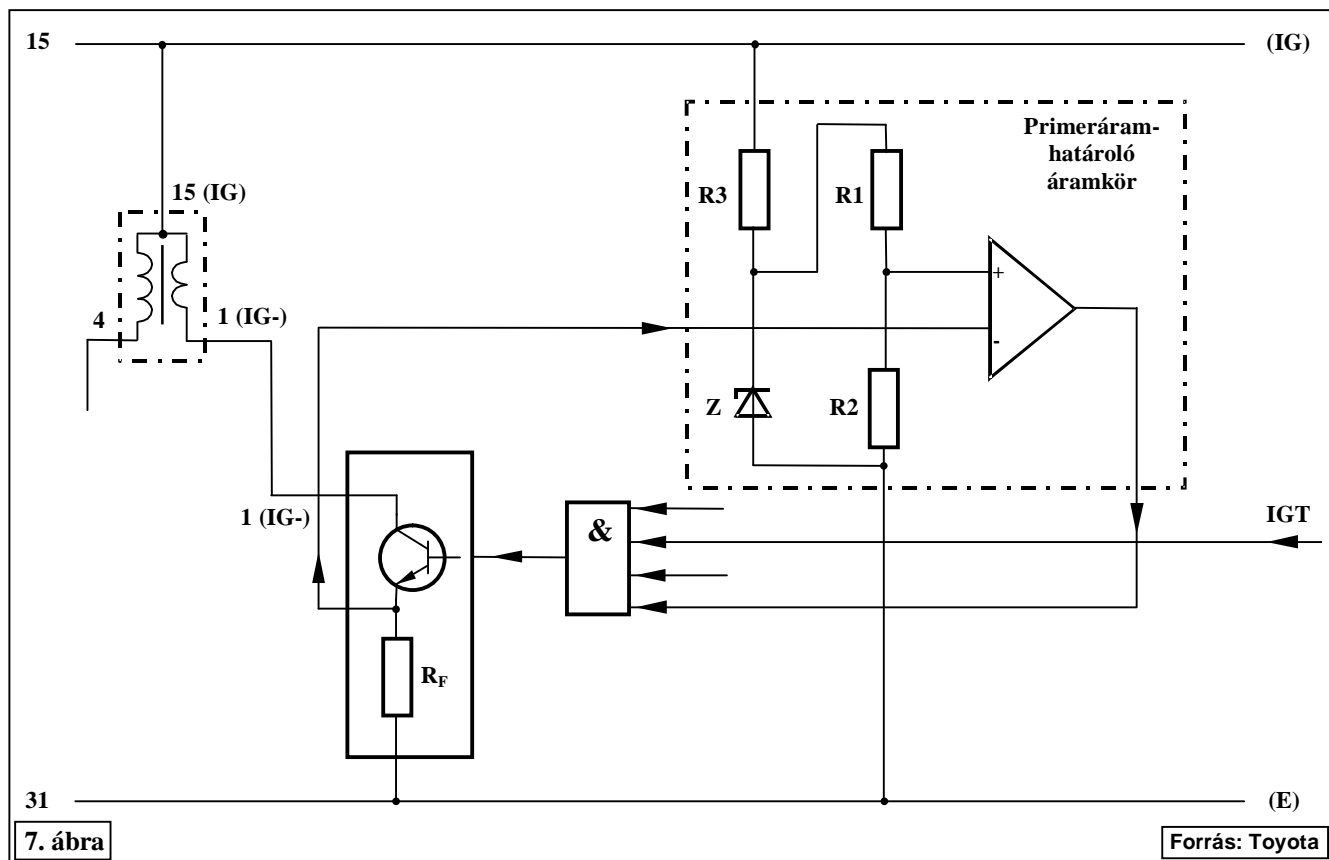 15
(IG)
Primeráram-
határoló
áramkör
R3
R1
15 (IG)
+
4
1 (IG-)
-
Z
R2
1 (IG-)
&
IGT
RF
31
(E)
7. ábra
Forrás: Toyota